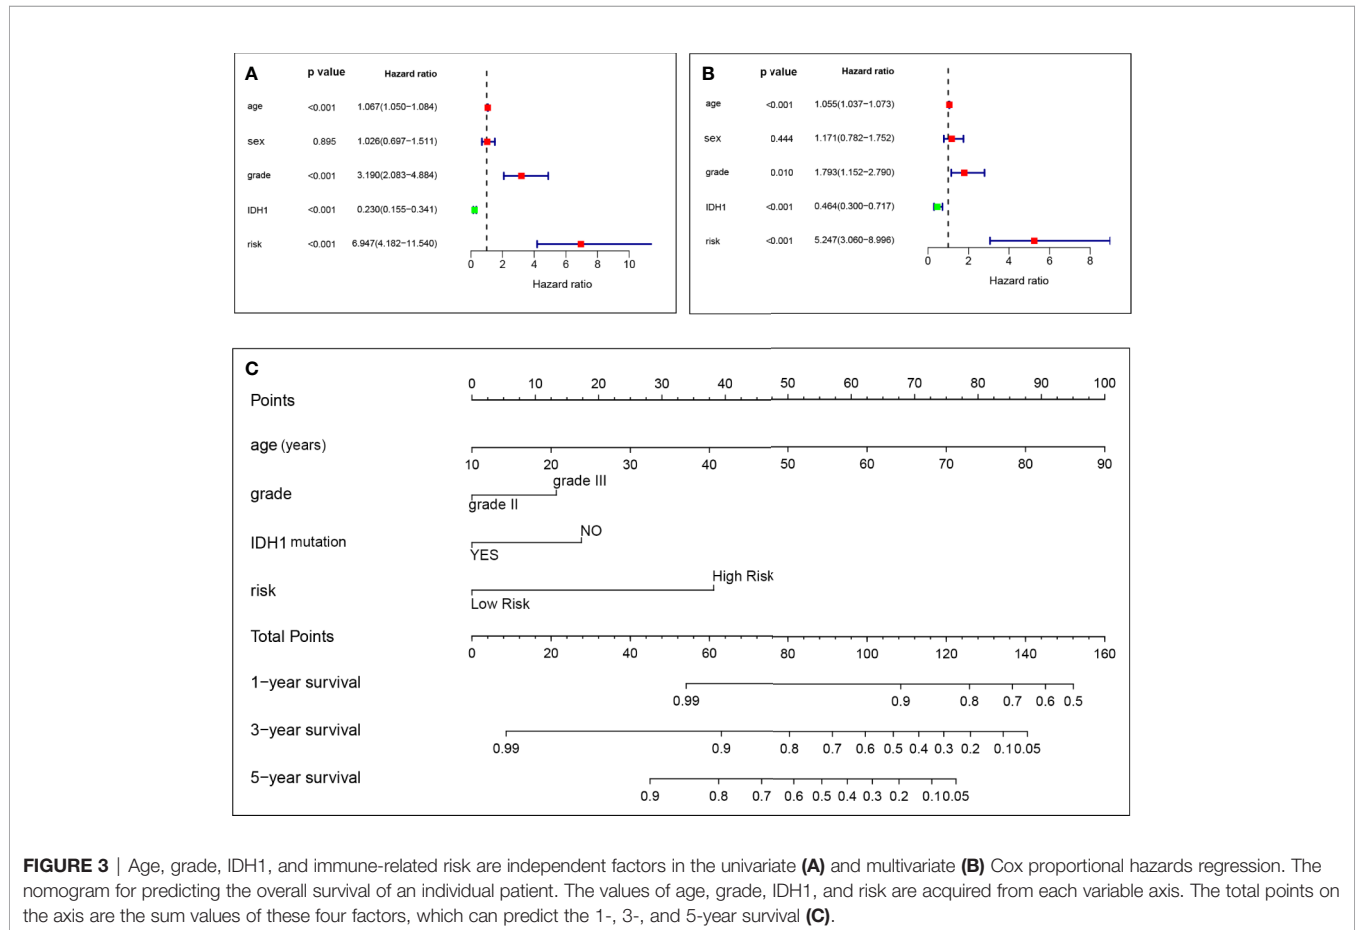 A p value Hazard ratio
age <0.001 1.067(1.050−1.084)
sex 0.895 1.026(0.697−1.511)
grade <0.001 3.190(2.083−4.884)
IDH1 <0.001 0.230(0.155−0.341)
risk <0.001 6.947(4.182−11.540)
0 2 4 6 8 10
Hazard ratio
B p value Hazard ratio
age <0.001 1.055(1.037−1.073)
sex 0.444 1.171(0.782−1.752)
grade 0.010 1.793(1.152−2.790)
IDH1 <0.001 0.464(0.300−0.717)
risk <0.001 5.247(3.060−8.996)
0 2 4 6 8
Hazard ratio
C
0 10 20 30 40 50 60 70 80 90 100
Points
age (years)
10 20 30 40 50 60 70 80 90
grade III
grade
grade II
NO
IDH1 mutation
YES
High Risk
risk
Low Risk
Total Points
0 20 40 60 80 100 120 140 160
1−year survival
0.99 0.9 0.8 0.7 0.6 0.5
3−year survival
0.99 0.9 0.8 0.7 0.6 0.5 0.4 0.3 0.2 0.1 0.05
5−year survival
0.9 0.8 0.7 0.6 0.5 0.4 0.3 0.2 0.1 0.05
FIGURE 3 | Age, grade, IDH1, and immune-related risk are independent factors in the univariate (A) and multivariate (B) Cox proportional hazards regression. The
nomogram for predicting the overall survival of an individual patient. The values of age, grade, IDH1, and risk are acquired from each variable axis. The total points on
the axis are the sum values of these four factors, which can predict the 1-, 3-, and 5-year survival (C).